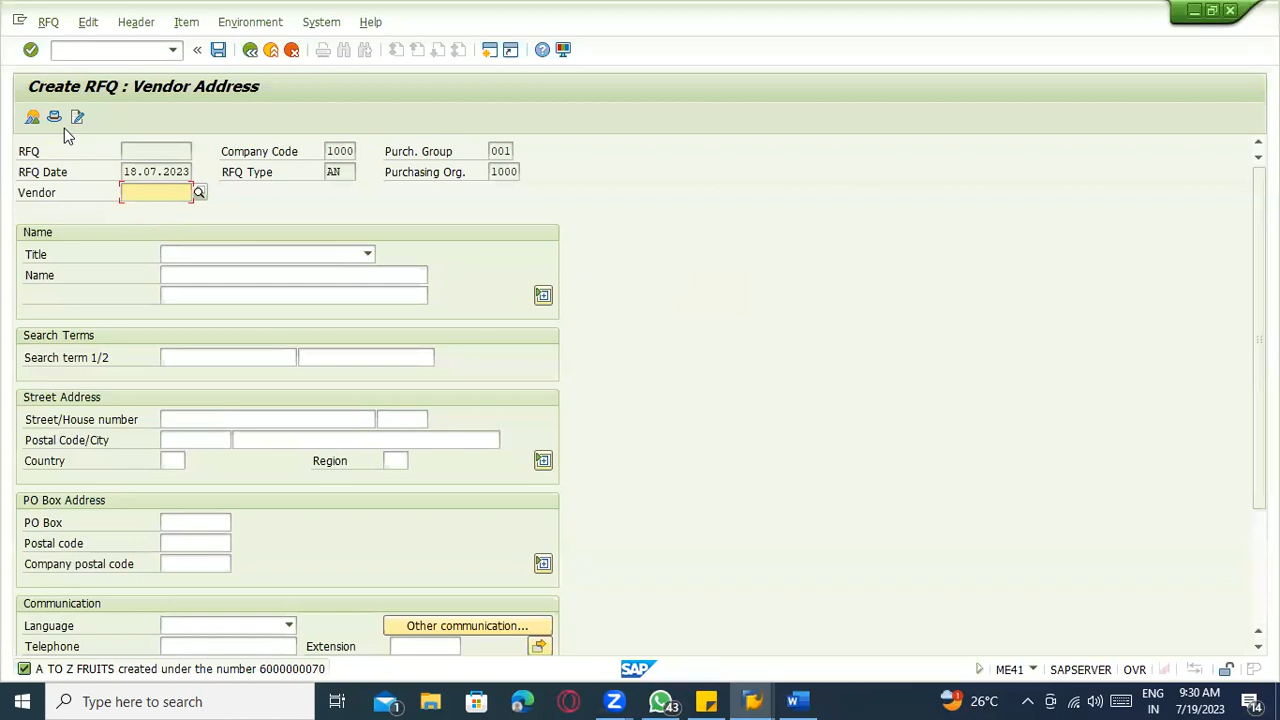 RFQ Edit Header Item Environment System Help
Create RFQ : Vendor Address
RFQ Company Code 1000 Purch. Group 001
RFQ Date 18.07.2023 RFQ Type AN Purchasing Org. 1000
Vendor
Name
Title
Name
Search Terms
Search term 1/2
Street Address
Street/House number
Postal Code/City
Country Region
PO Box Address
PO Box
Postal code
Company postal code
Communication
Language Other communication...
Telephone Extension
A TO Z FRUITS created under the number 6000000070 SAP ME41 SAPSERVER OVR
Type here to search 1 43 26°C ENG IN 9:30 AM 7/19/2023 14